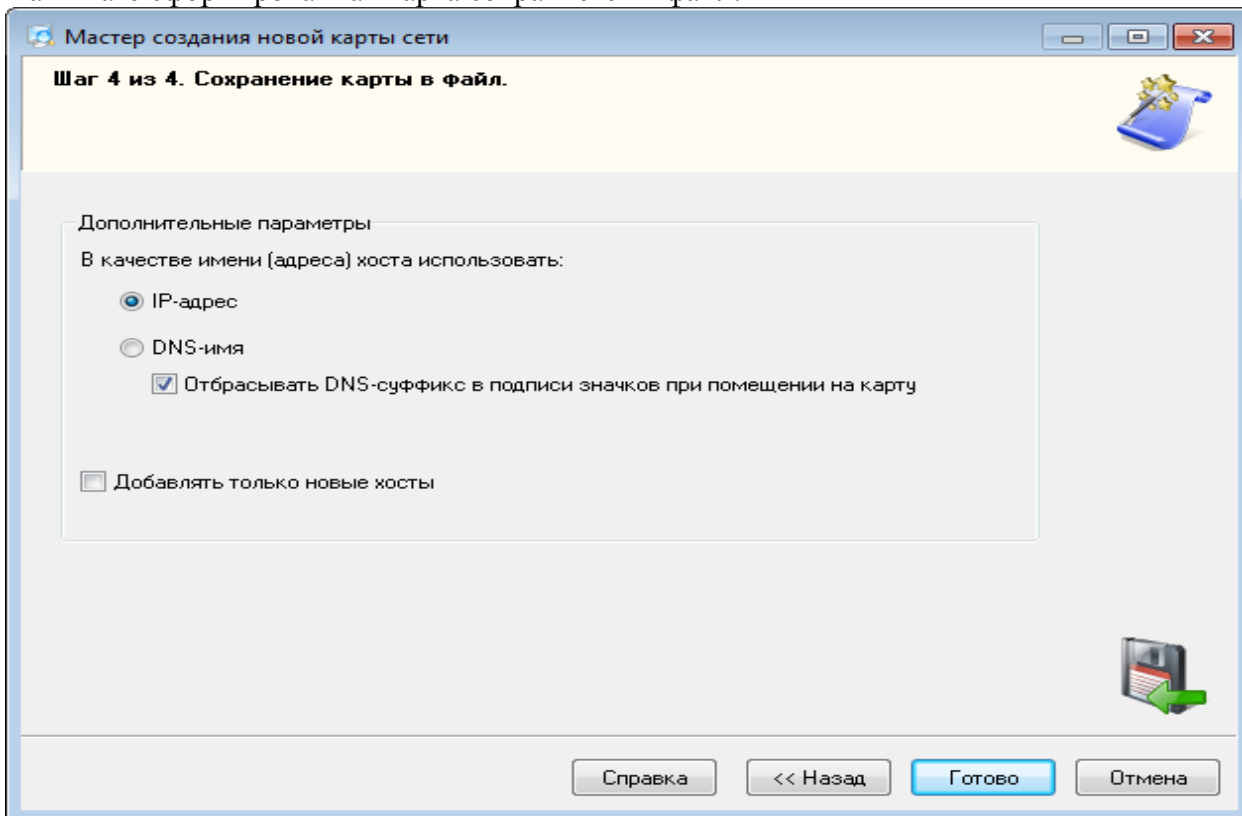 Мастер создания новой карты сети
Шаг 4 из 4. Сохранение карты в файл.
Дополнительные параметры
В качестве имени (адреса) хоста использовать:
IP-адрес
DNS-имя
Отбрасывать DNS-суффикс в подписи значков при помещении на карту
Добавлять только новые хосты
Справка
<< Назад
Готово
Отмена